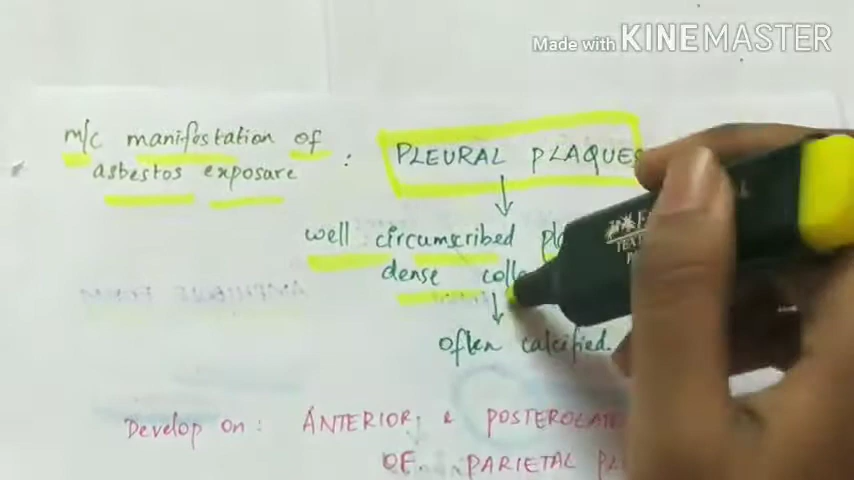 Made with KINEMASTER
m/c manifestation of
asbestos exposure :
PLEURAL PLAQUES
well circumscribed
dense
often calcified.
Develop on: ANTERIOR &
OF PARIETAL